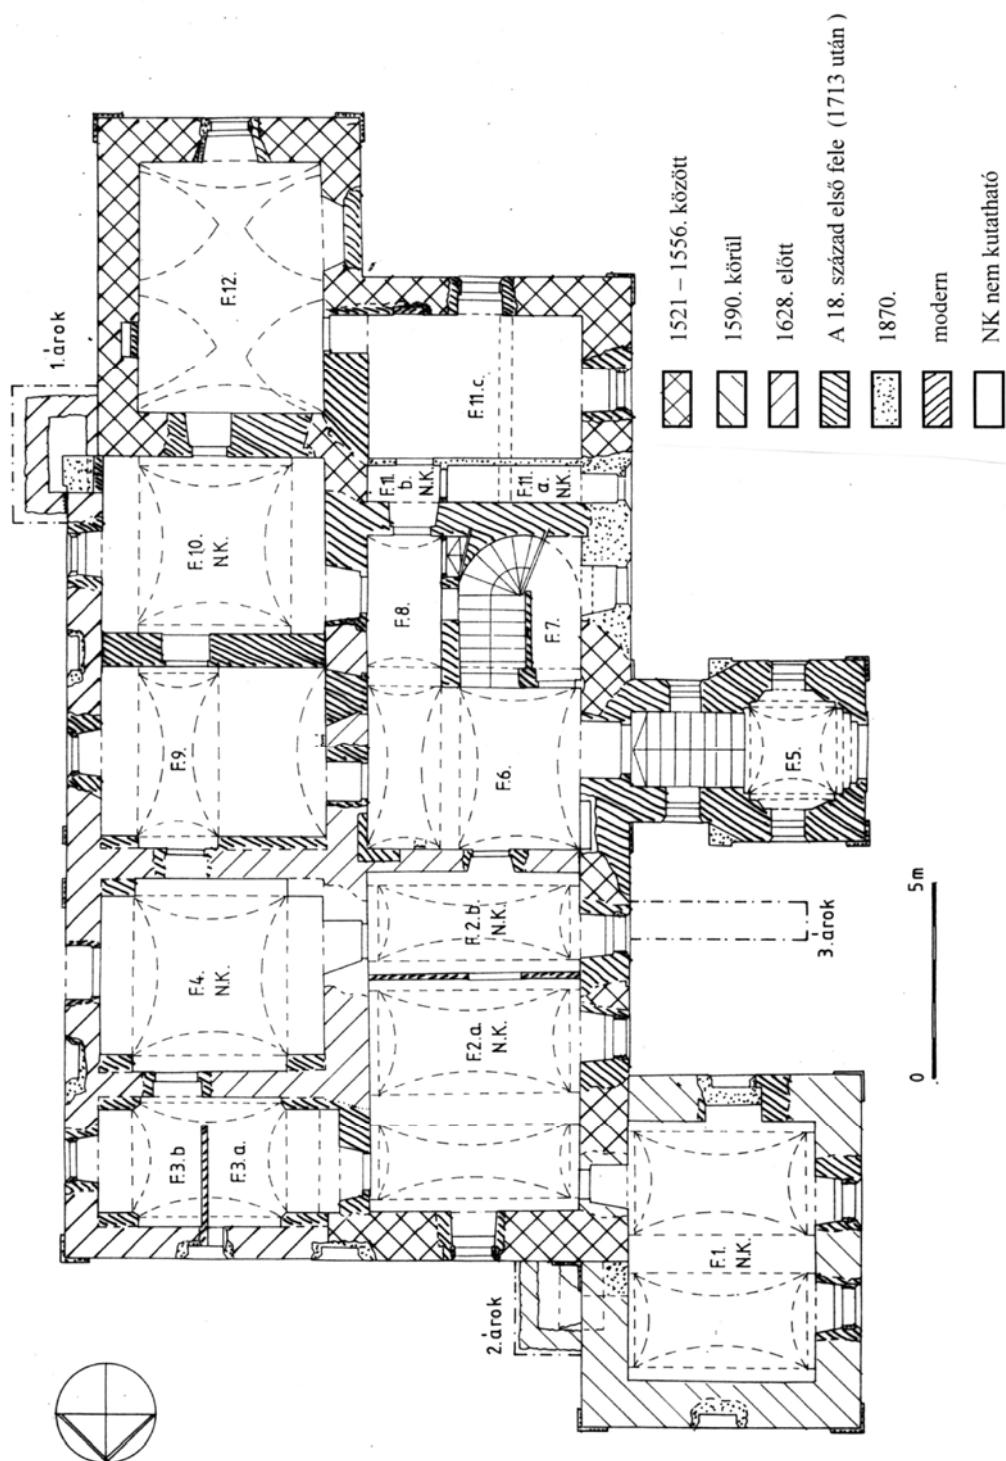 1. árok
F.12.
F.10.
N.K.
F.11.c.
F.11.
b.
N.K.
F.11.
a.
N.K.
F.8.
F.7.
F.9.
F.6.
F.5.
F.4.
N.K.
F.2.b.
N.K.
F.2.a.
N.K.
F.3.b
F.3.a.
F.1.
N.K.
2. árok
3. árok
0
5m
1521 – 1556. között
1590. körül
1628. előtt
A 18. század első fele (1713 után )
1870.
modern
NK nem kutatható